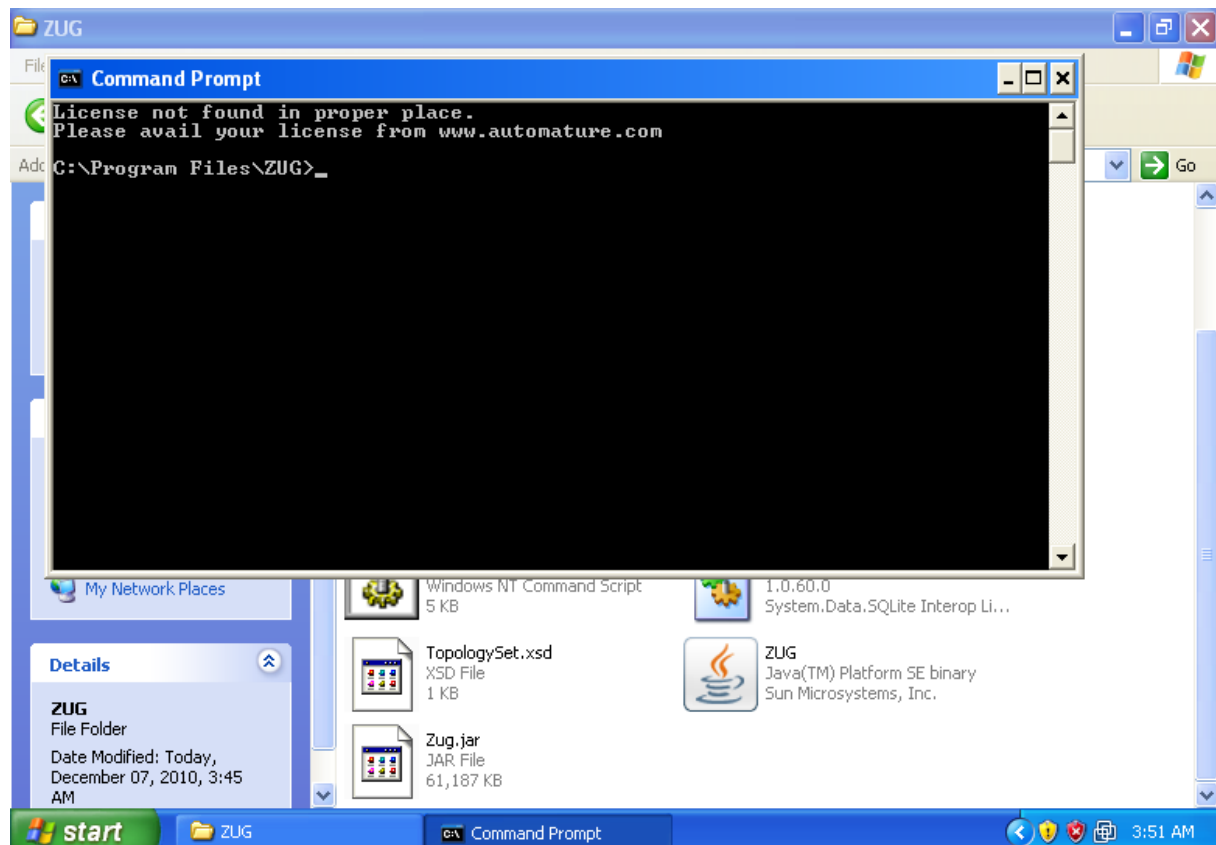 ZUG
File
Command Prompt
License not found in proper place.
Please avail your license from www.automature.com
C:\Program Files\ZUG>_
Go
My Network Places
Details
ZUG
File Folder
Date Modified: Today,
December 07, 2010, 3:45
AM
Windows NT Command Script
5 KB
1.0.60.0
System.Data.SQLite Interop Li...
TopologySet.xsd
XSD File
1 KB
ZUG
Java(TM) Platform SE binary
Sun Microsystems, Inc.
Zug.jar
JAR File
61,187 KB
start
ZUG
Command Prompt
3:51 AM